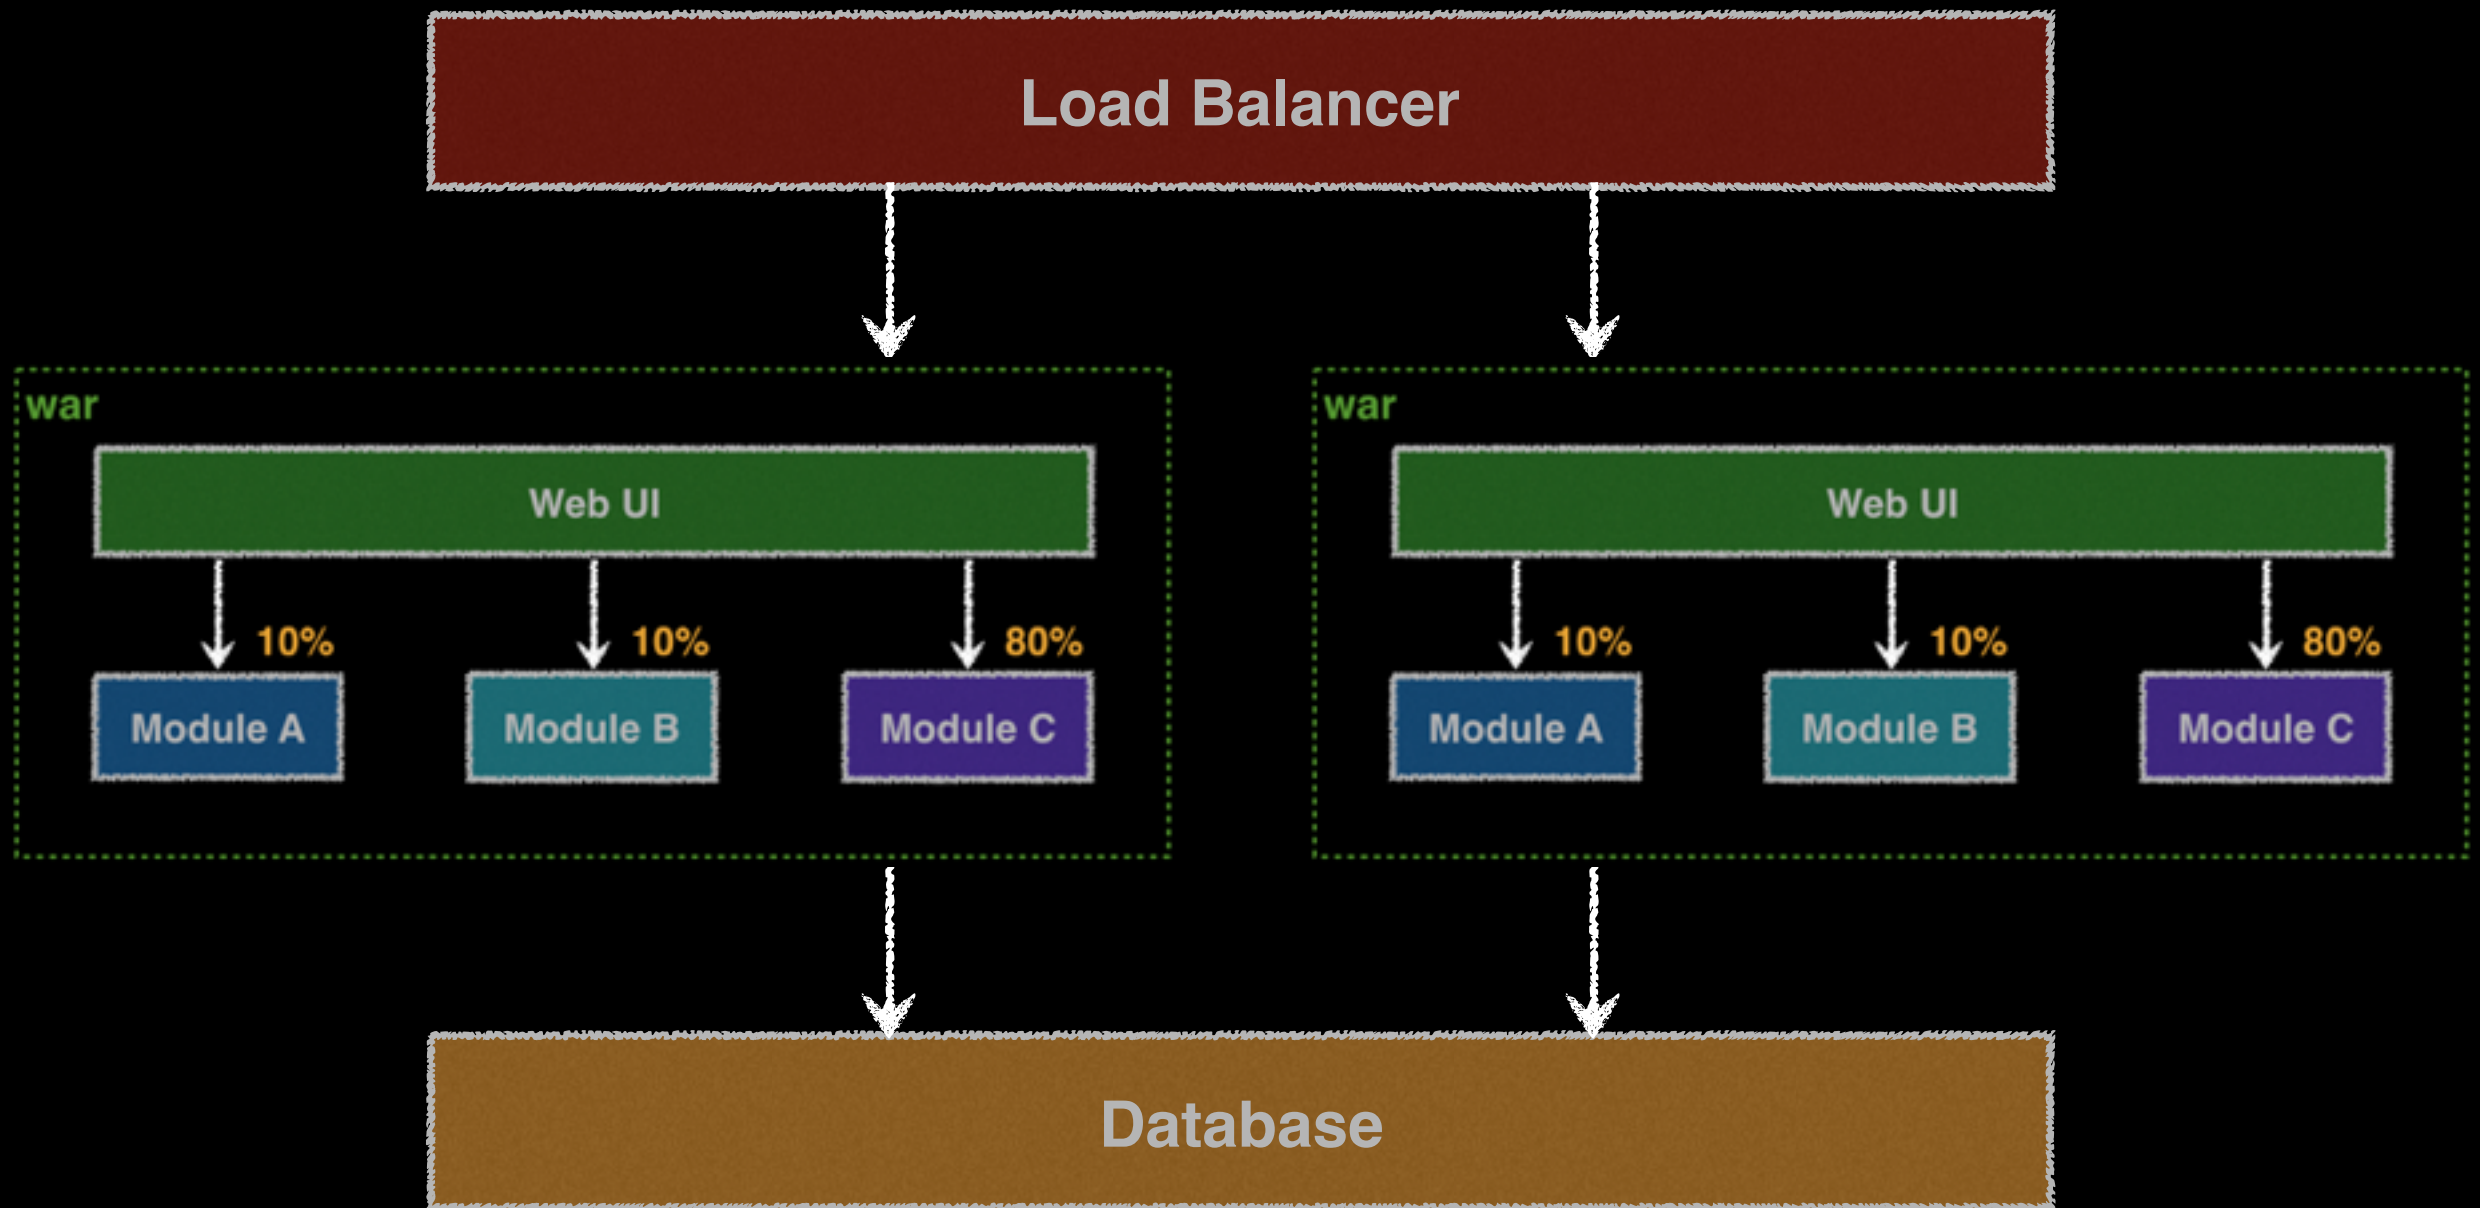 Load Balancer
war
war
Web UI
Web UI
10%
10%
80%
10%
10%
80%
Module A
Module B
Module C
Module A
Module B
Module C
Database